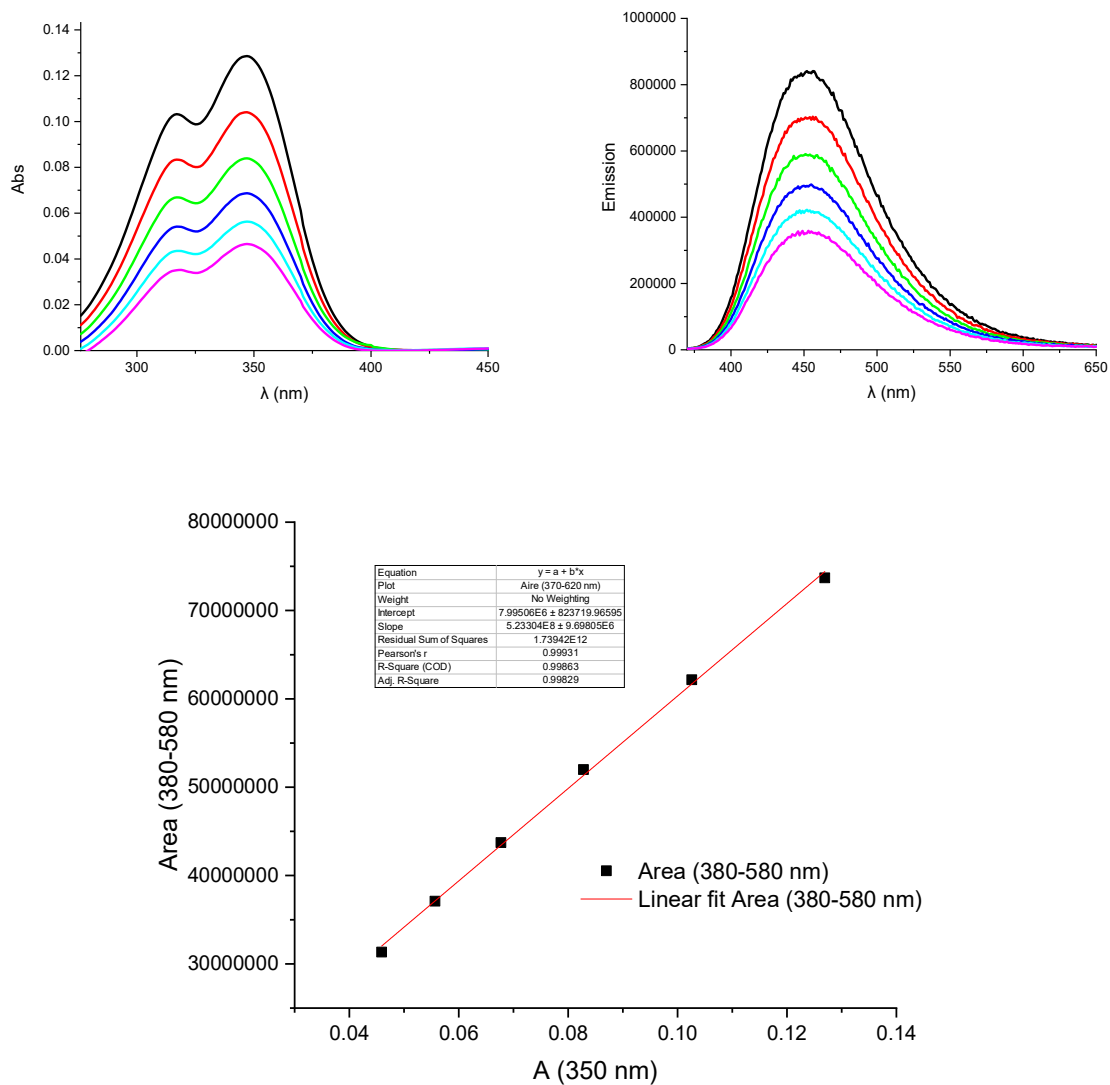 0.14
0.12
0.10
0.08
0.06
0.04
0.02
0.00
Abs
300
350
400
450
λ (nm)
1000000
800000
600000
400000
200000
0
Emission
400
450
500
550
600
650
λ (nm)
80000000
70000000
60000000
50000000
40000000
30000000
Area (380-580 nm)
Equation y = a + b*x
Plot Aire (370-620 nm)
Weight No Weighting
Intercept 7.99506E6 ± 823719.96595
Slope 5.23304E8 ± 9.69805E6
Residual Sum of Squares 1.73942E12
Pearson's r 0.99931
R-Square (COD) 0.99863
Adj. R-Square 0.99829
Area (380-580 nm)
Linear fit Area (380-580 nm)
0.04
0.06
0.08
0.10
0.12
0.14
A (350 nm)